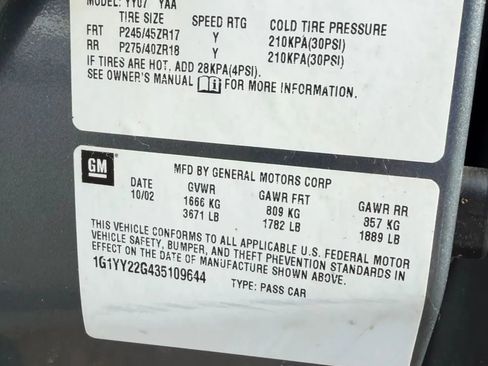 MODEL: YY07 YAA
TIRE SIZE SPEED RTG COLD TIRE PRESSURE
FRT P245/45ZR17 Y 210KPA(30PSI)
RR P275/40ZR18 Y 210KPA(30PSI)
IF TIRES ARE HOT, ADD 28KPA(4PSI).
SEE OWNER'S MANUAL FOR MORE INFORMATION.
GM
MFD BY GENERAL MOTORS CORP
DATE GVWR GAWR FRT GAWR RR
10/02 1666 KG 809 KG 857 KG
3671 LB 1782 LB 1889 LB
THIS VEHICLE CONFORMS TO ALL APPLICABLE U.S. FEDERAL MOTOR
VEHICLE SAFETY, BUMPER, AND THEFT PREVENTION STANDARDS IN
EFFECT ON THE DATE OF MANUFACTURE SHOWN ABOVE.
1G1YY22G435109644
TYPE: PASS CAR